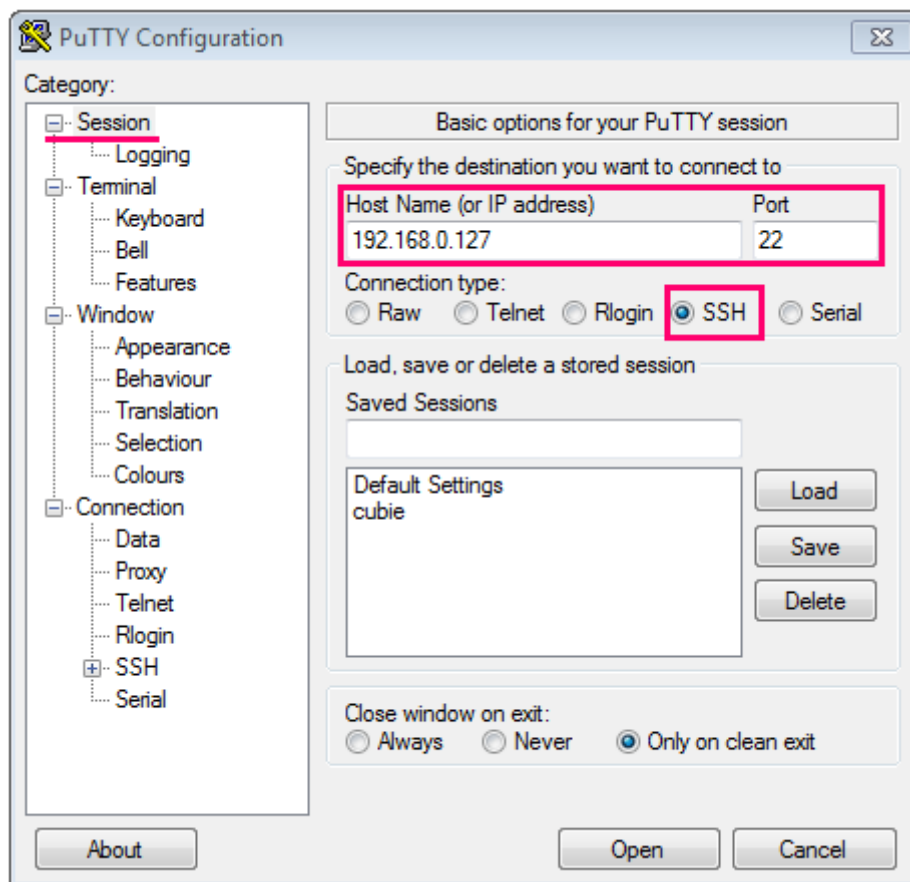 PuTTY Configuration
Category:
Session
Logging
Terminal
Keyboard
Bell
Features
Window
Appearance
Behaviour
Translation
Selection
Colours
Connection
Data
Proxy
Telnet
Rlogin
SSH
Serial
Basic options for your PuTTY session
Specify the destination you want to connect to
Host Name (or IP address) Port
192.168.0.127 22
Connection type:
Raw Telnet Rlogin SSH Serial
Load, save or delete a stored session
Saved Sessions
Default Settings
cubie
Load
Save
Delete
Close window on exit:
Always Never Only on clean exit
About Open Cancel